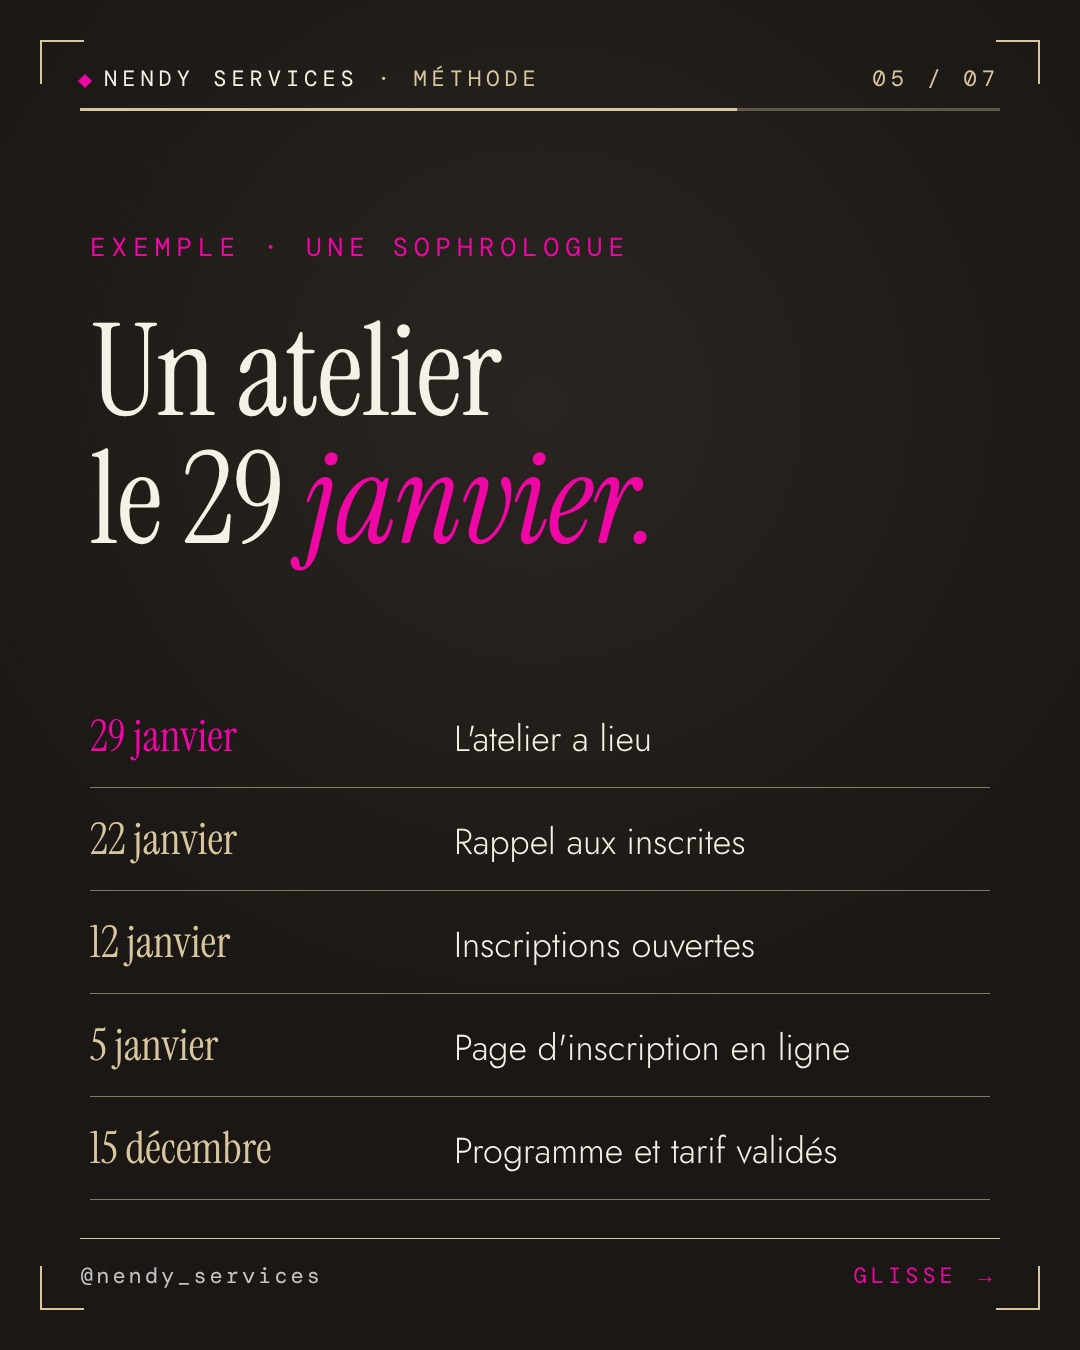 ◆ NENDY SERVICES · MÉTHODE
05 / 07
EXEMPLE · UNE SOPHROLOGUE
Un atelier
le 29 janvier.
29 janvier L'atelier a lieu
22 janvier Rappel aux inscrites
12 janvier Inscriptions ouvertes
5 janvier Page d'inscription en ligne
15 décembre Programme et tarif validés
@nendy_services
GLISSE →